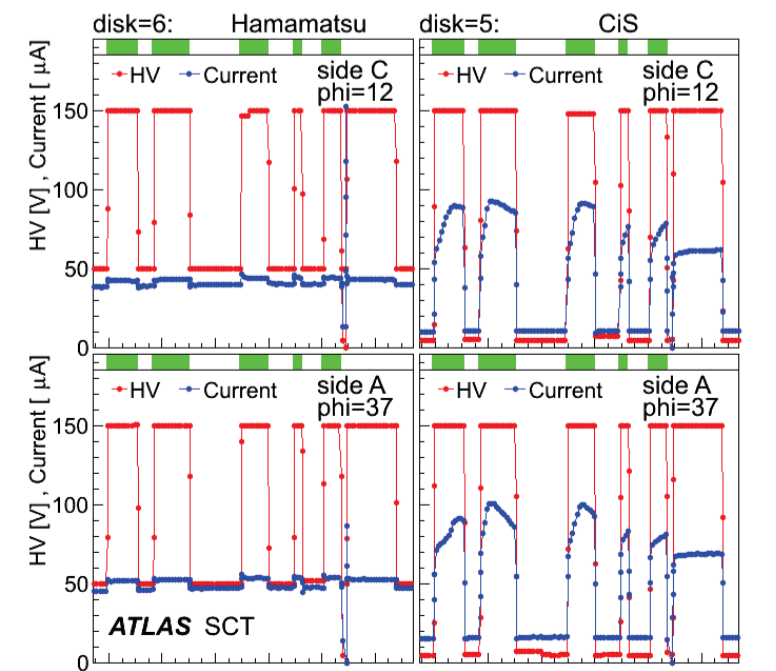 disk=6: Hamamatsu disk=5: CiS
HV Current side C
phi=12
HV Current side C
phi=12
HV [V] , Current [ μA]
150
100
50
0
HV Current side A
phi=37
HV Current side A
phi=37
HV [V] , Current [ μA]
150
100
50
0
ATLAS SCT